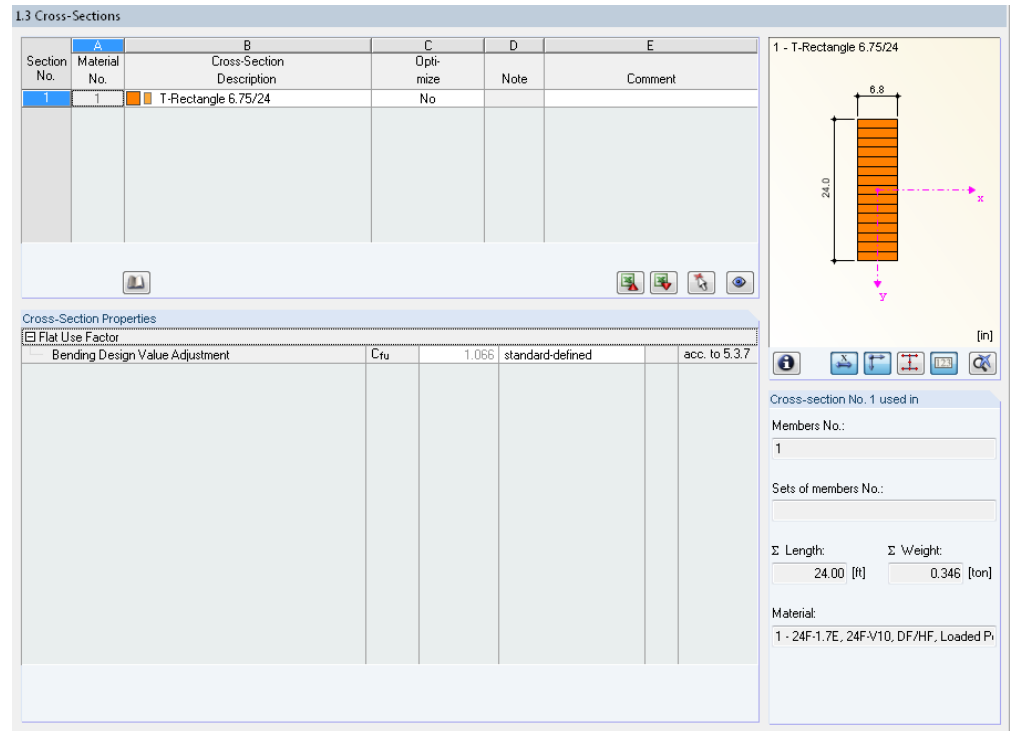 1.3 Cross-Sections
A B C D E
Section No. Material No. Cross-Section Description Opti- mize Note Comment
1 1 T-Rectangle 6.75/24 No
Cross-Section Properties
Flat Use Factor
Bending Design Value Adjustment Cfu 1.066 standard-defined acc. to 5.3.7
1 - T-Rectangle 6.75/24
6.8
24.0
x
y
[in]
X
123
Cross-section No. 1 used in
Members No.:
1
Sets of members No.:
Σ Length: Σ Weight:
24.00 [ft] 0.346 [ton]
Material:
1 - 24F-1.7E, 24F-V10, DF/HF, Loaded P